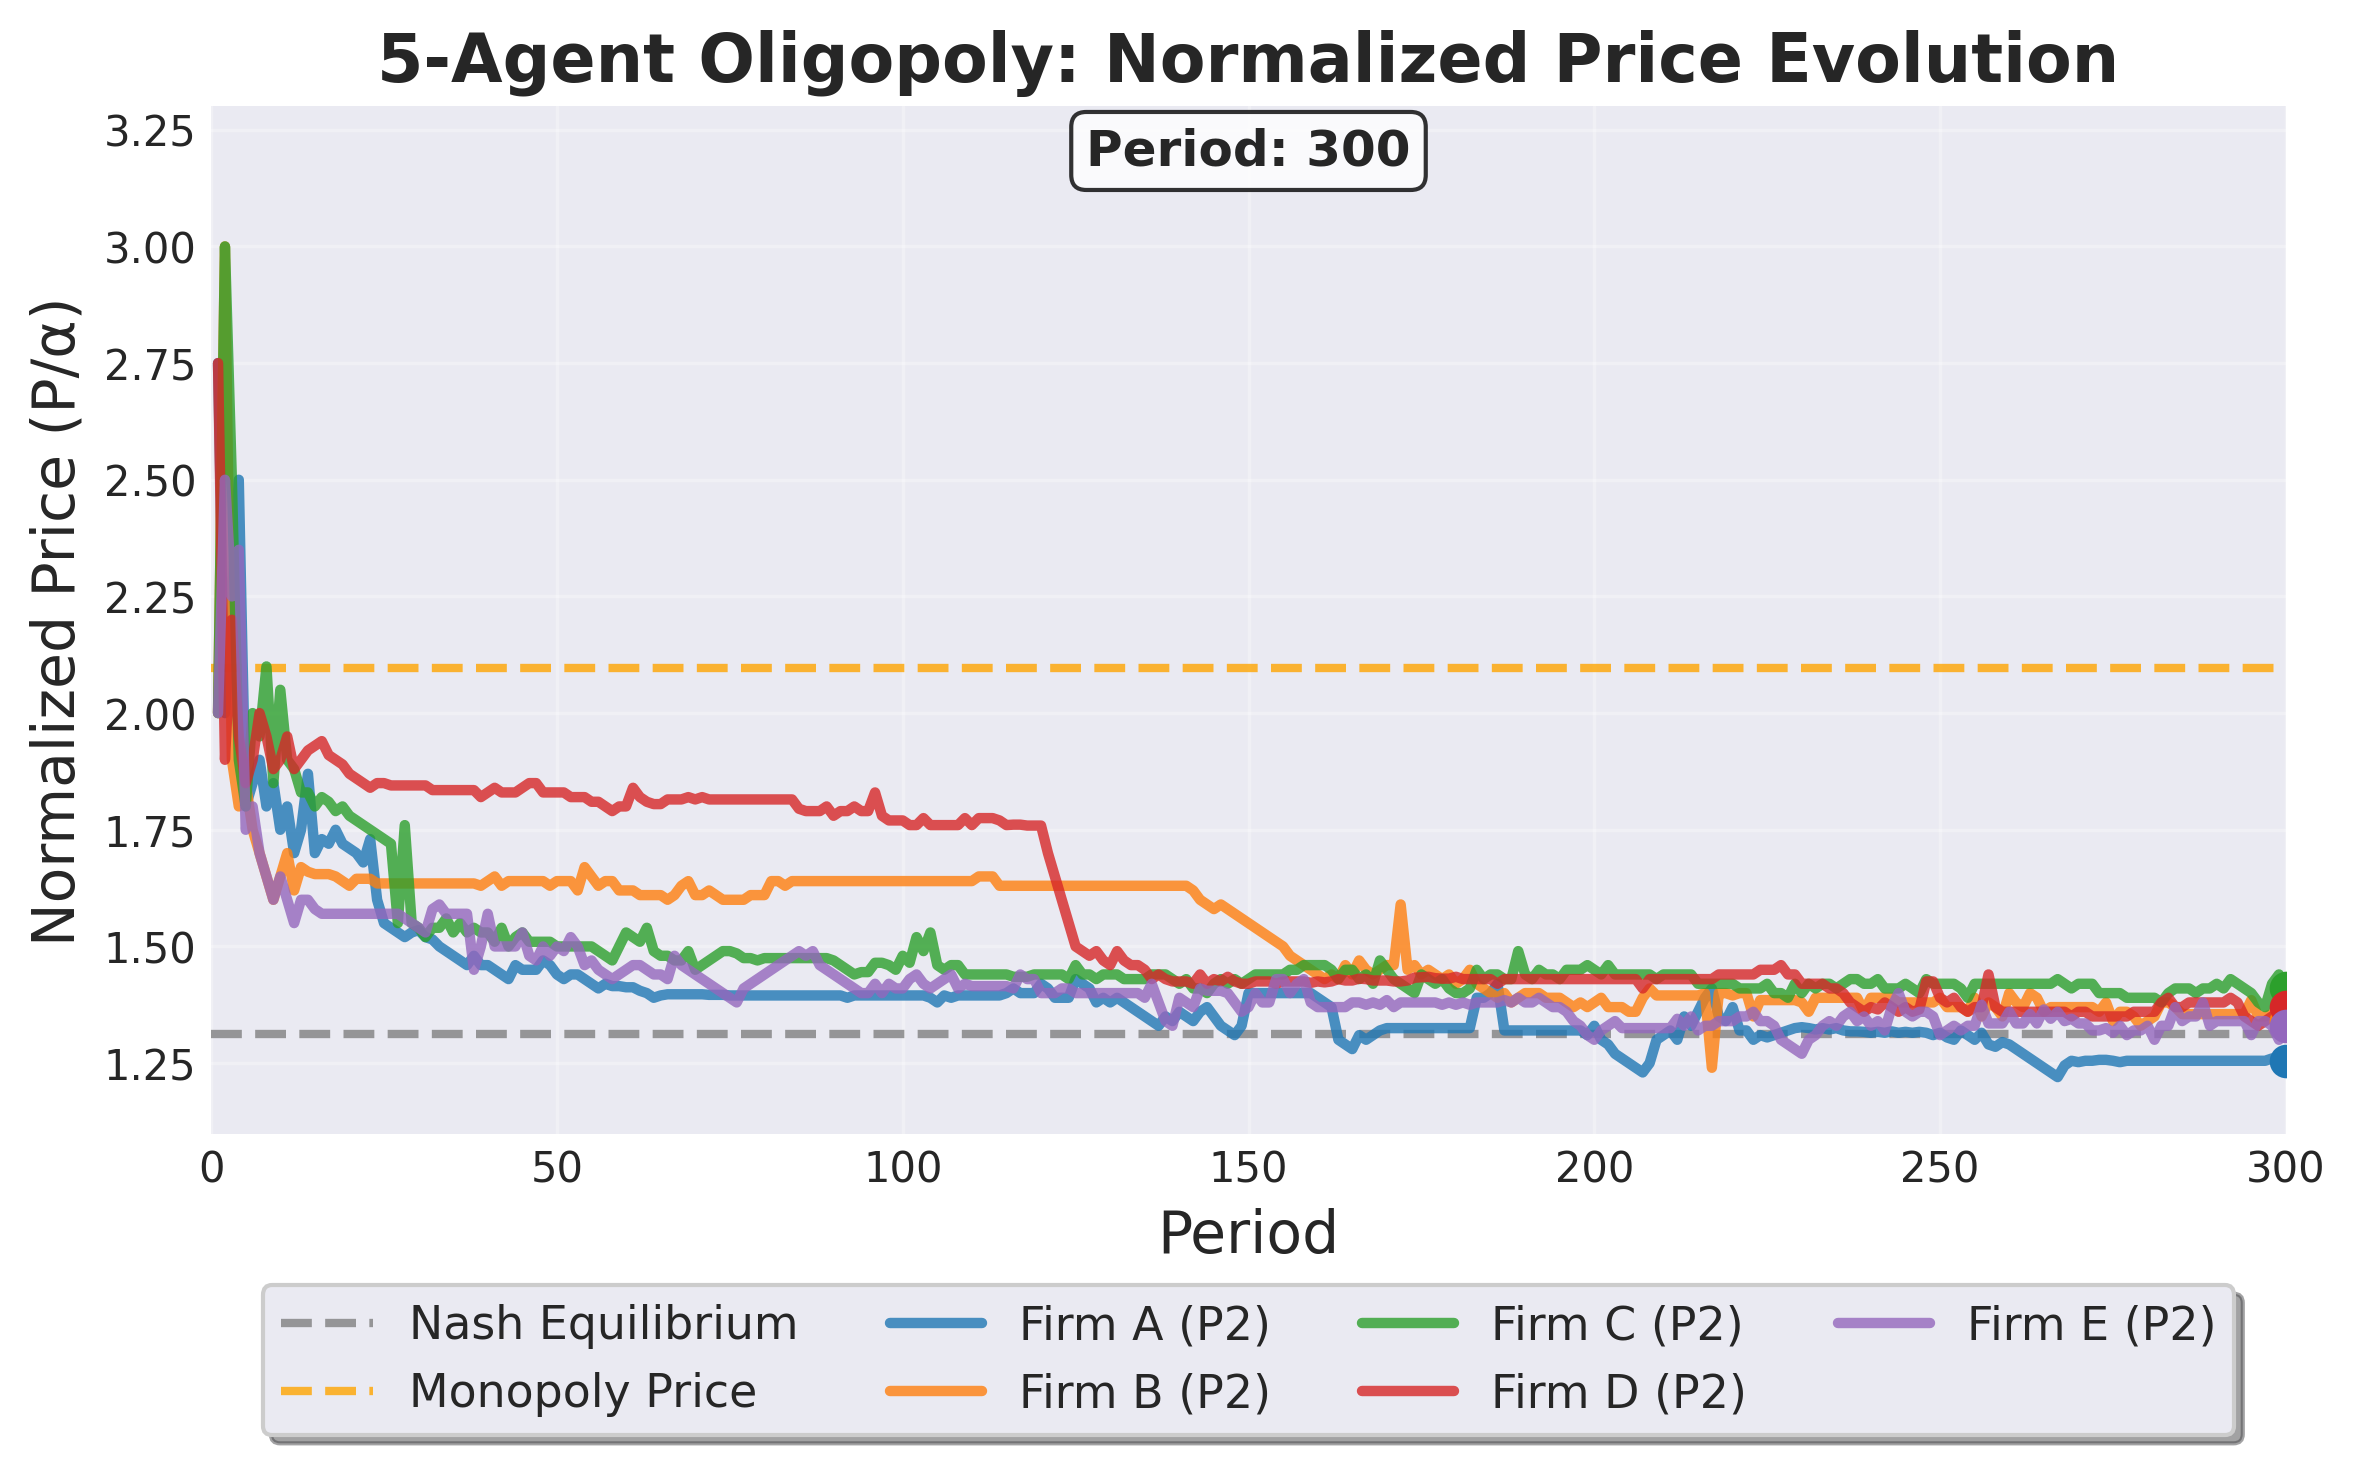 5-Agent Oligopoly: Normalized Price Evolution
Period: 300
Normalized Price (P/α)
3.25
3.00
2.75
2.50
2.25
2.00
1.75
1.50
1.25
0 50 100 150 200 250 300
Period
Nash Equilibrium Firm A (P2) Firm C (P2) Firm E (P2)
Monopoly Price Firm B (P2) Firm D (P2)